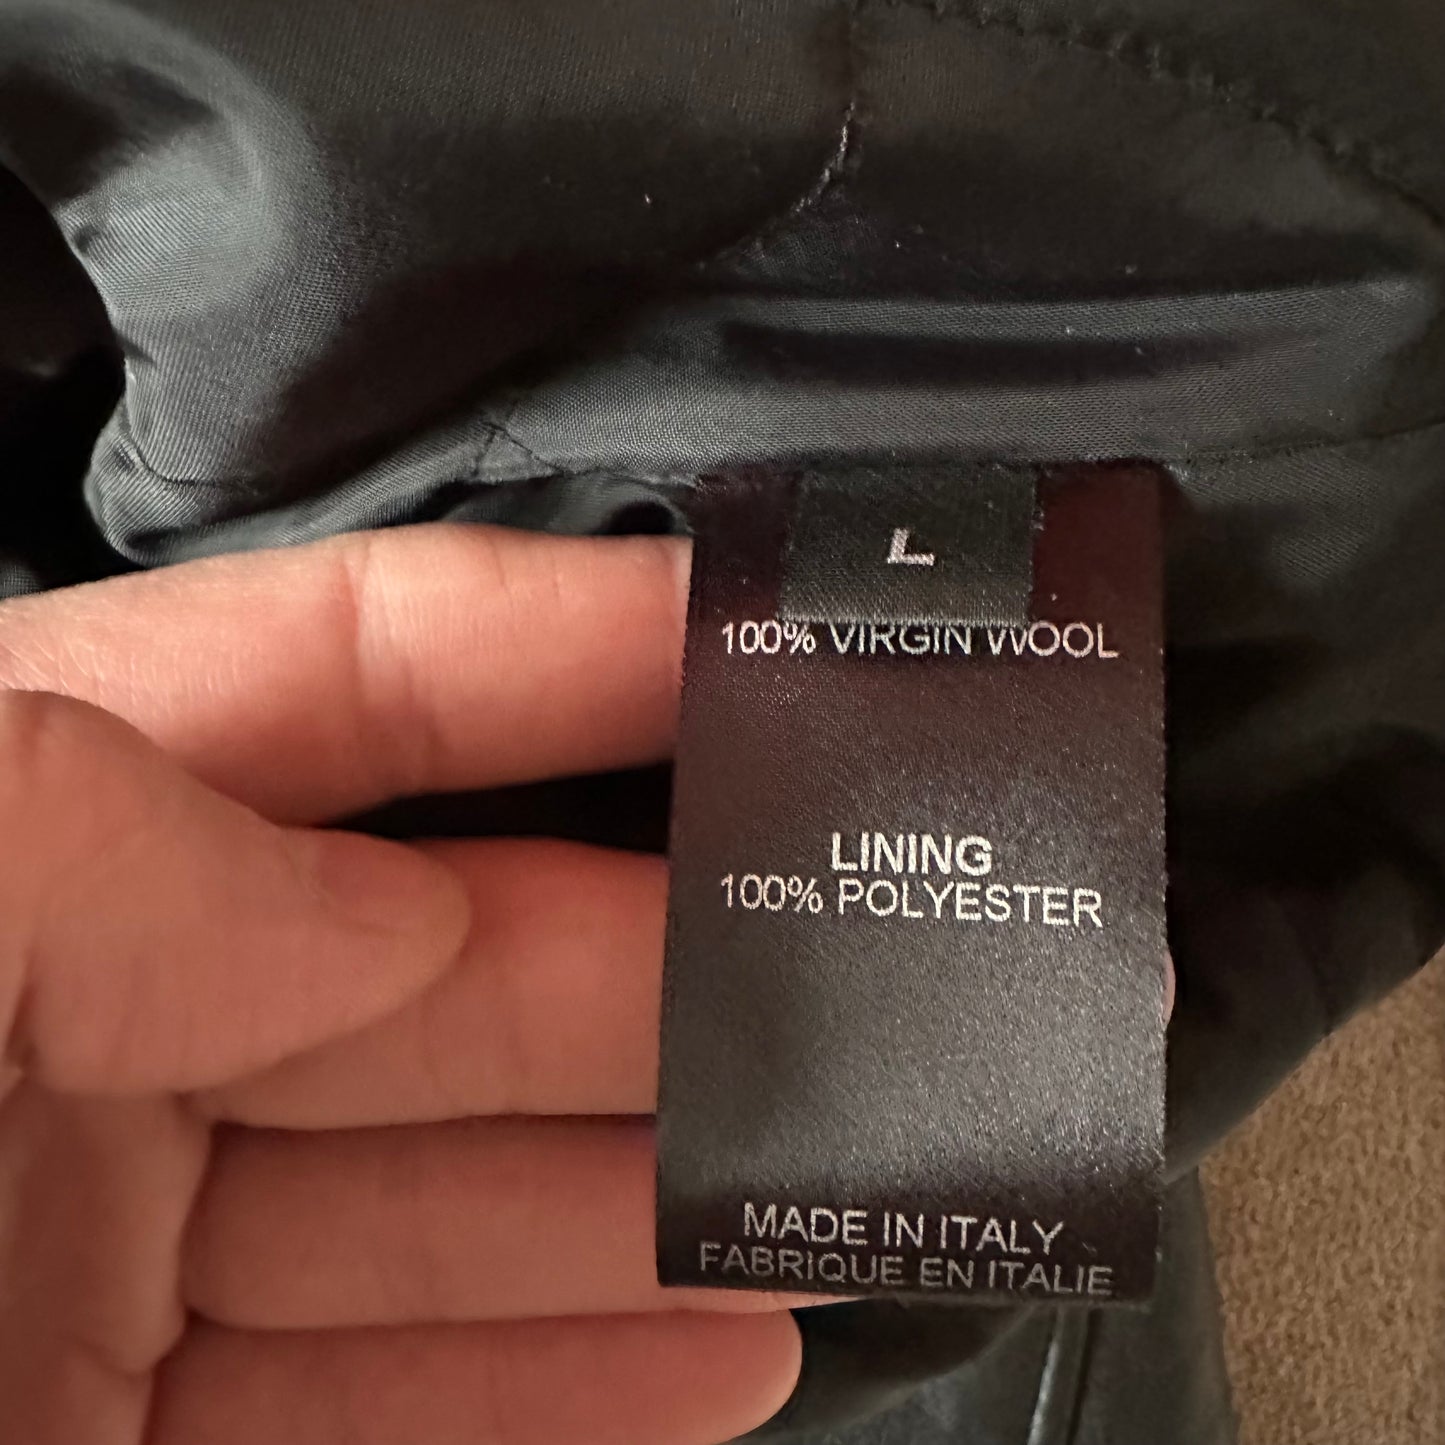 L
100% VIRGIN WOOL
LINING
100% POLYESTER
MADE IN ITALY
FABRIQUE EN ITALIE